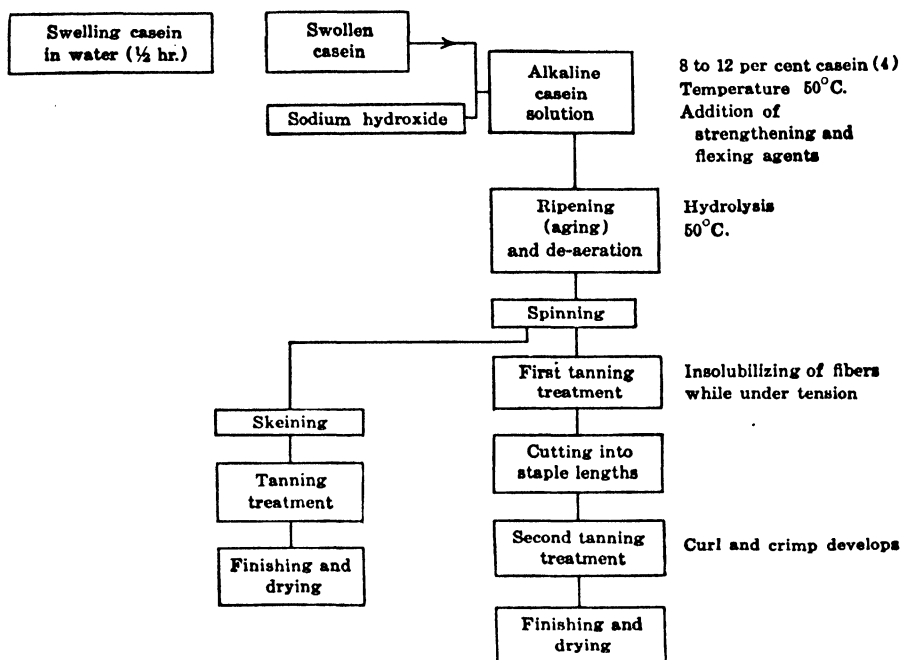 Swelling casein
in water (½ hr.)
Swollen
casein
Sodium hydroxide
Alkaline
casein
solution
8 to 12 per cent casein (4)
Temperature 50°C.
Addition of
strengthening and
flexing agents
Ripening
(aging)
and de-aeration
Hydrolysis
50°C.
Spinning
First tanning
treatment
Insolubilizing of fibers
while under tension
Skeining
Cutting into
staple lengths
Tanning
treatment
Second tanning
treatment
Curl and crimp develops
Finishing and
drying
Finishing and
drying